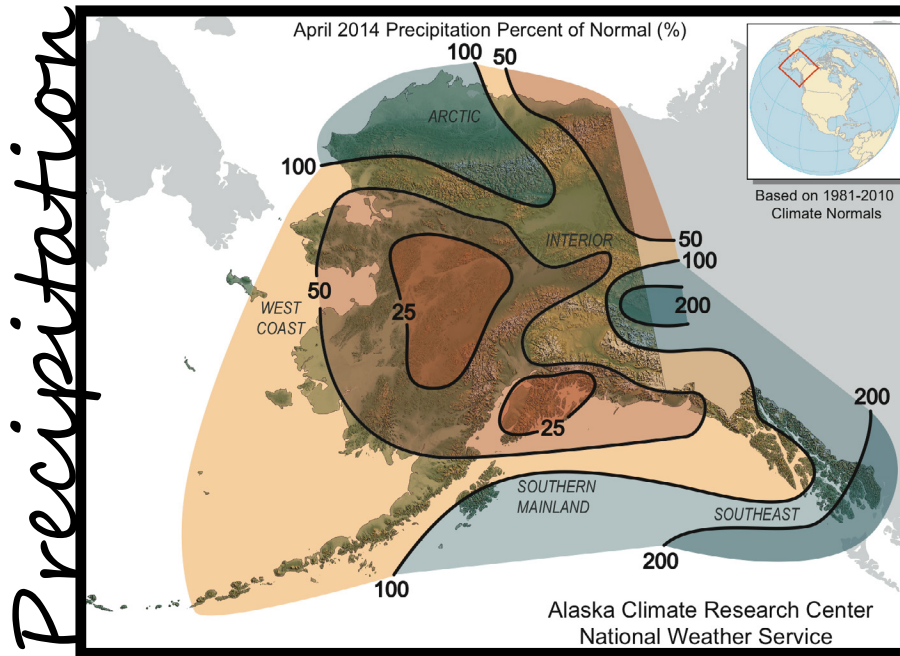 Precipitation
April 2014 Precipitation Percent of Normal (%)
100
50
ARCTIC
100
Based on 1981-2010
Climate Normals
INTERIOR
50
100
50
WEST
COAST
25
200
200
25
SOUTHERN
MAINLAND
SOUTHEAST
200
100
Alaska Climate Research Center
National Weather Service